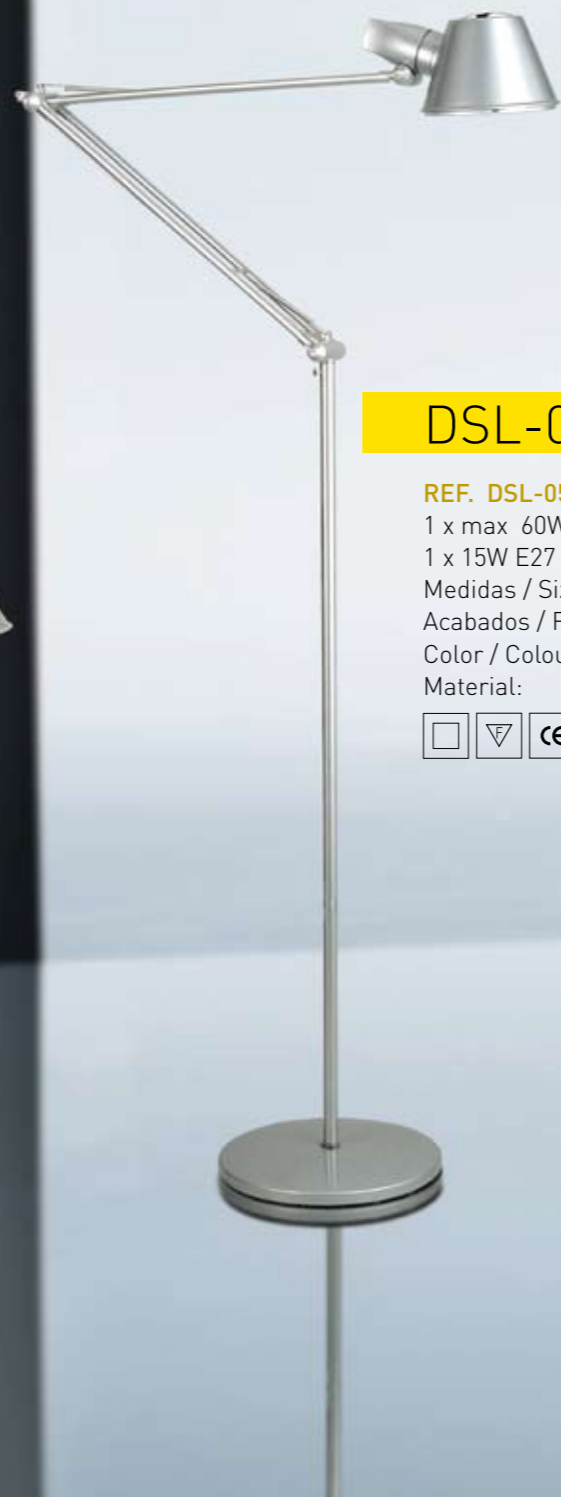 DSL-0
REF. DSL-05
1 x max 60W
1 x 15W E27
Medidas / Si
Acabados / F
Color / Colou
Material:
F
CE